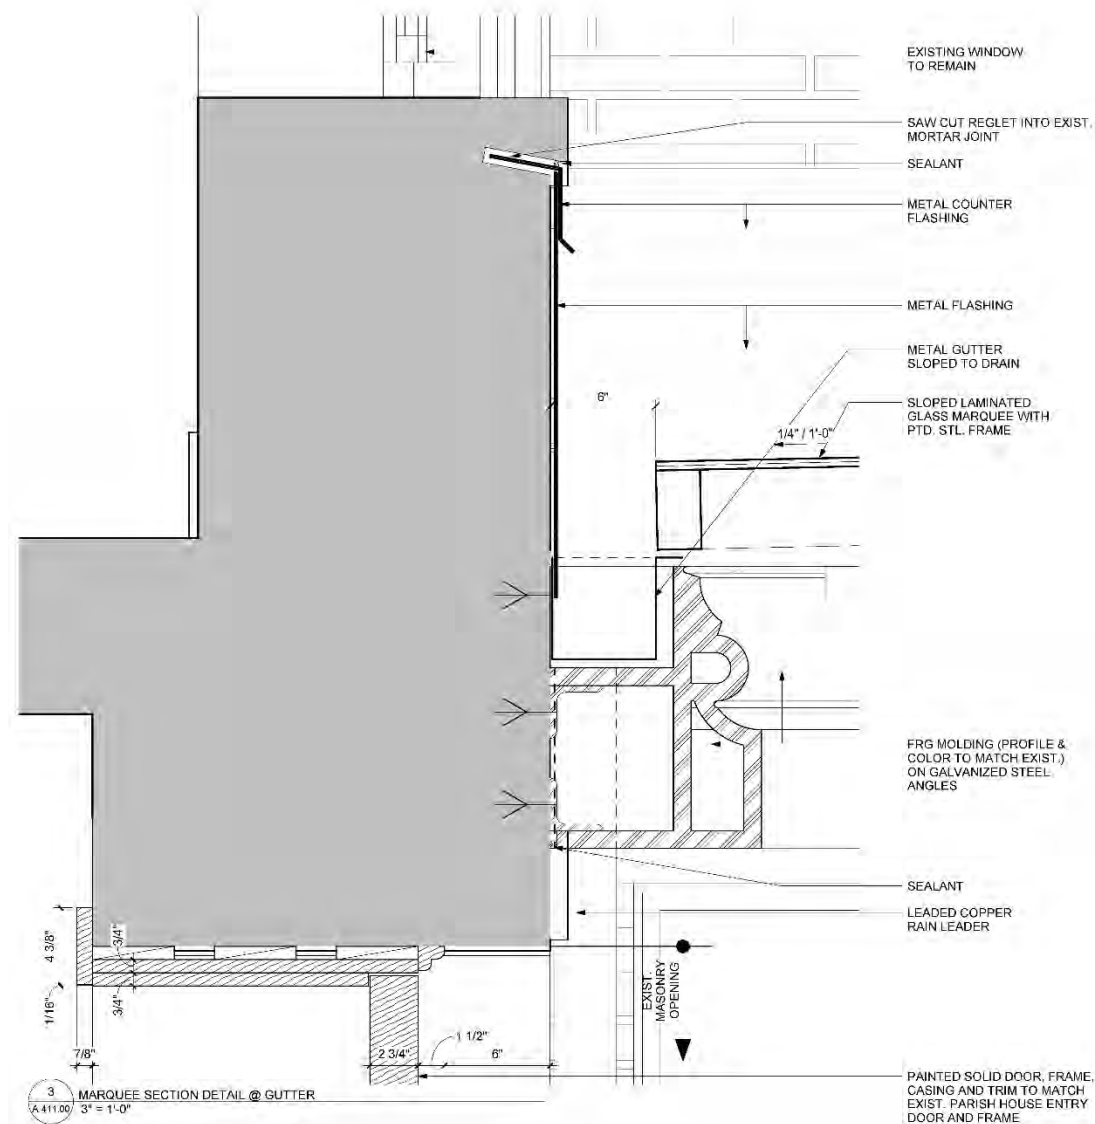 EXISTING WINDOW
TO REMAIN
SAW CUT REGLET INTO EXIST.
MORTAR JOINT
SEALANT
METAL COUNTER
FLASHING
METAL FLASHING
METAL GUTTER
SLOPED TO DRAIN
6"
SLOPED LAMINATED
GLASS MARQUEE WITH
PTD. STL. FRAME
1/4" / 1'-0"
FRG MOLDING (PROFILE &
COLOR TO MATCH EXIST.)
ON GALVANIZED STEEL
ANGLES
SEALANT
LEADED COPPER
RAIN LEADER
4 3/8"
3/4"
1/16"
3/4"
EXIST.
MASONRY
OPENING
7/8"
2 3/4"
1 1/2"
6"
PAINTED SOLID DOOR, FRAME,
CASING AND TRIM TO MATCH
EXIST. PARISH HOUSE ENTRY
DOOR AND FRAME
3
A 411.00
MARQUEE SECTION DETAIL @ GUTTER
3" = 1'-0"